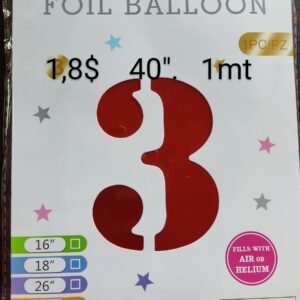 FOIL BALLOON
1PC/PZ
1,8$ 40". 1mt
3
16"
18"
26"
FILLS WITH
AIR OR
HELIUM